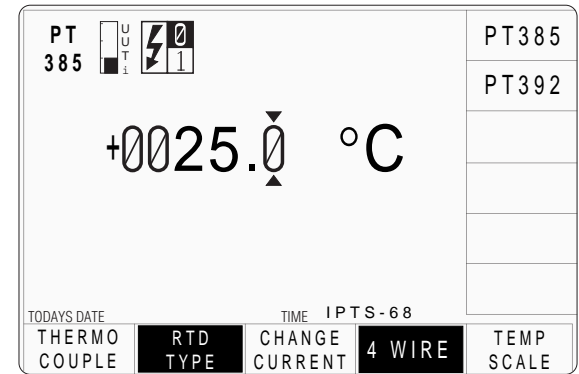 PT
385
UUTi
0
1
PT385
PT392
+0025.0 °C
TODAYS DATE
TIME IPTS-68
THERMO
COUPLE
RTD
TYPE
CHANGE
CURRENT
4 WIRE
TEMP
SCALE